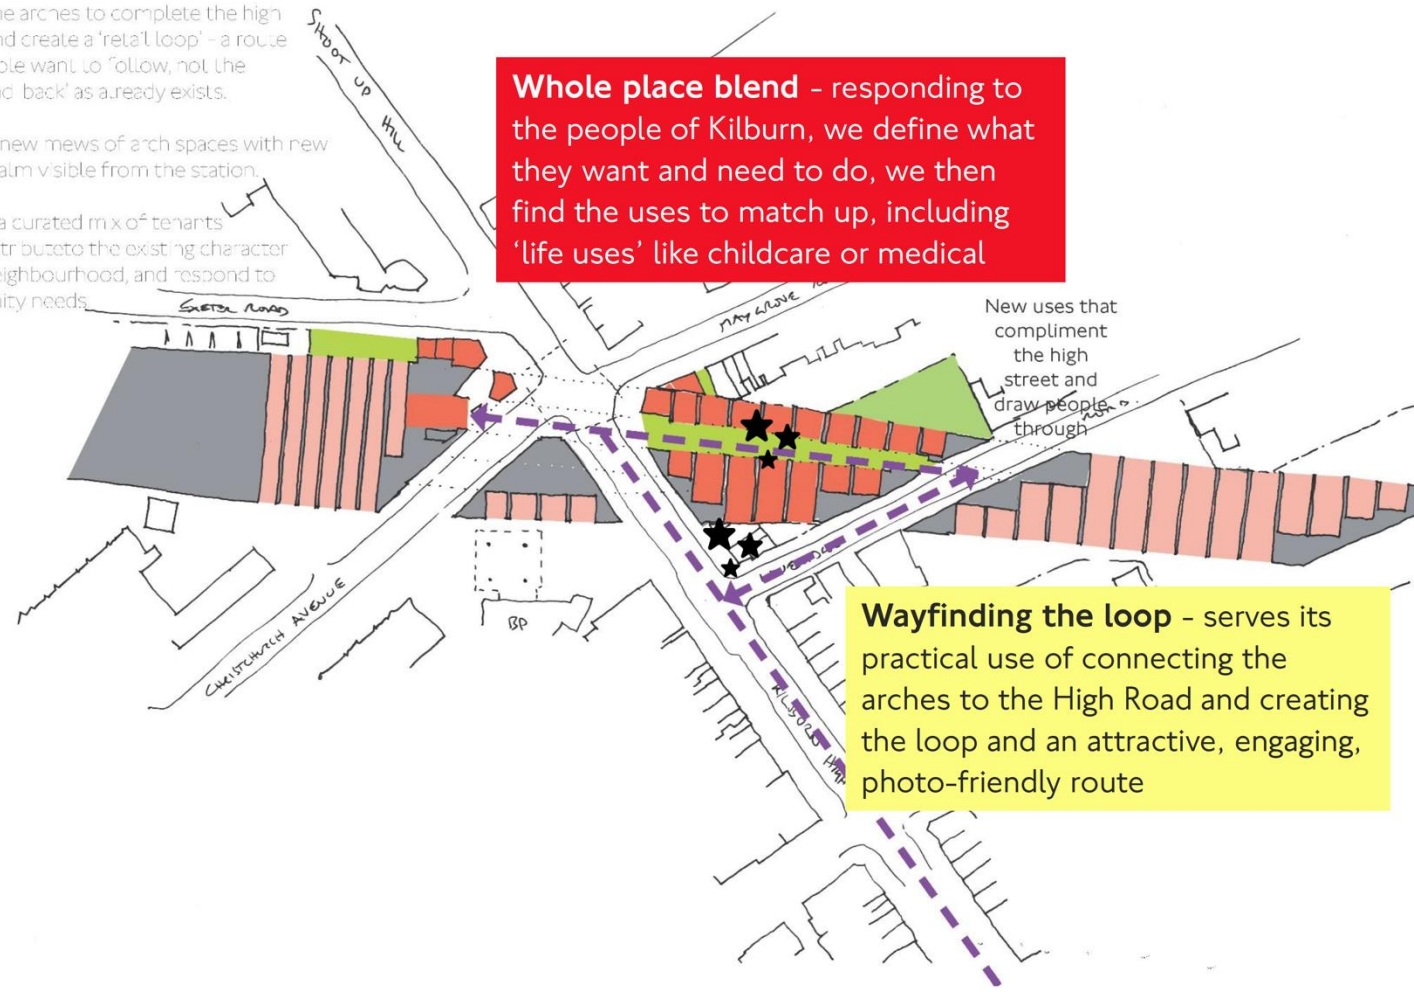 ne arches to complete the high
nd create a 'retail loop' - a route
ple want to follow, not the
d back' as already exists.
new mews of arch spaces with new
alm visible from the station.
a curated mix of tenants
tributeto the existing character
eighbourhood, and respond to
ity needs.
SHOOT UP HILL
Whole place blend - responding to
the people of Kilburn, we define what
they want and need to do, we then
find the uses to match up, including
‘life uses’ like childcare or medical
EXETER ROAD
MAYGROVE
New uses that
compliment
the high
street and
draw people
through
CHRISTCHURCH AVENUE
BP
KILBURN HIGH
Wayfinding the loop - serves its
practical use of connecting the
arches to the High Road and creating
the loop and an attractive, engaging,
photo-friendly route